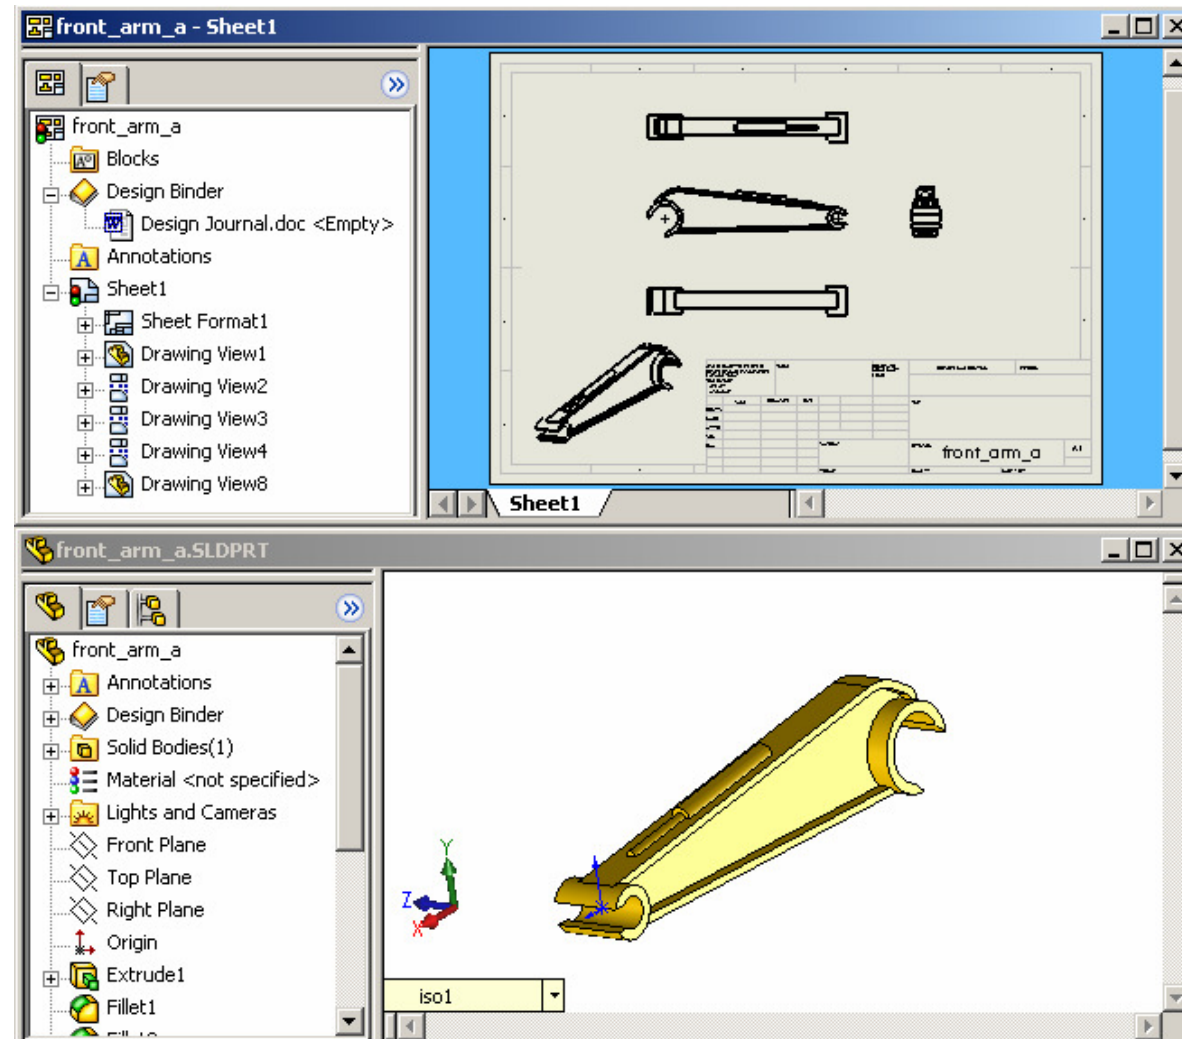 front_arm_a - Sheet1
front_arm_a
Blocks
Design Binder
Design Journal.doc <Empty>
Annotations
Sheet1
Sheet Format1
Drawing View1
Drawing View2
Drawing View3
Drawing View4
Drawing View8
front_arm_a
Sheet1
front_arm_a.SLDPRT
front_arm_a
Annotations
Design Binder
Solid Bodies(1)
Material <not specified>
Lights and Cameras
Front Plane
Top Plane
Right Plane
Origin
Extrude1
Fillet1
Y
Z
X
iso1